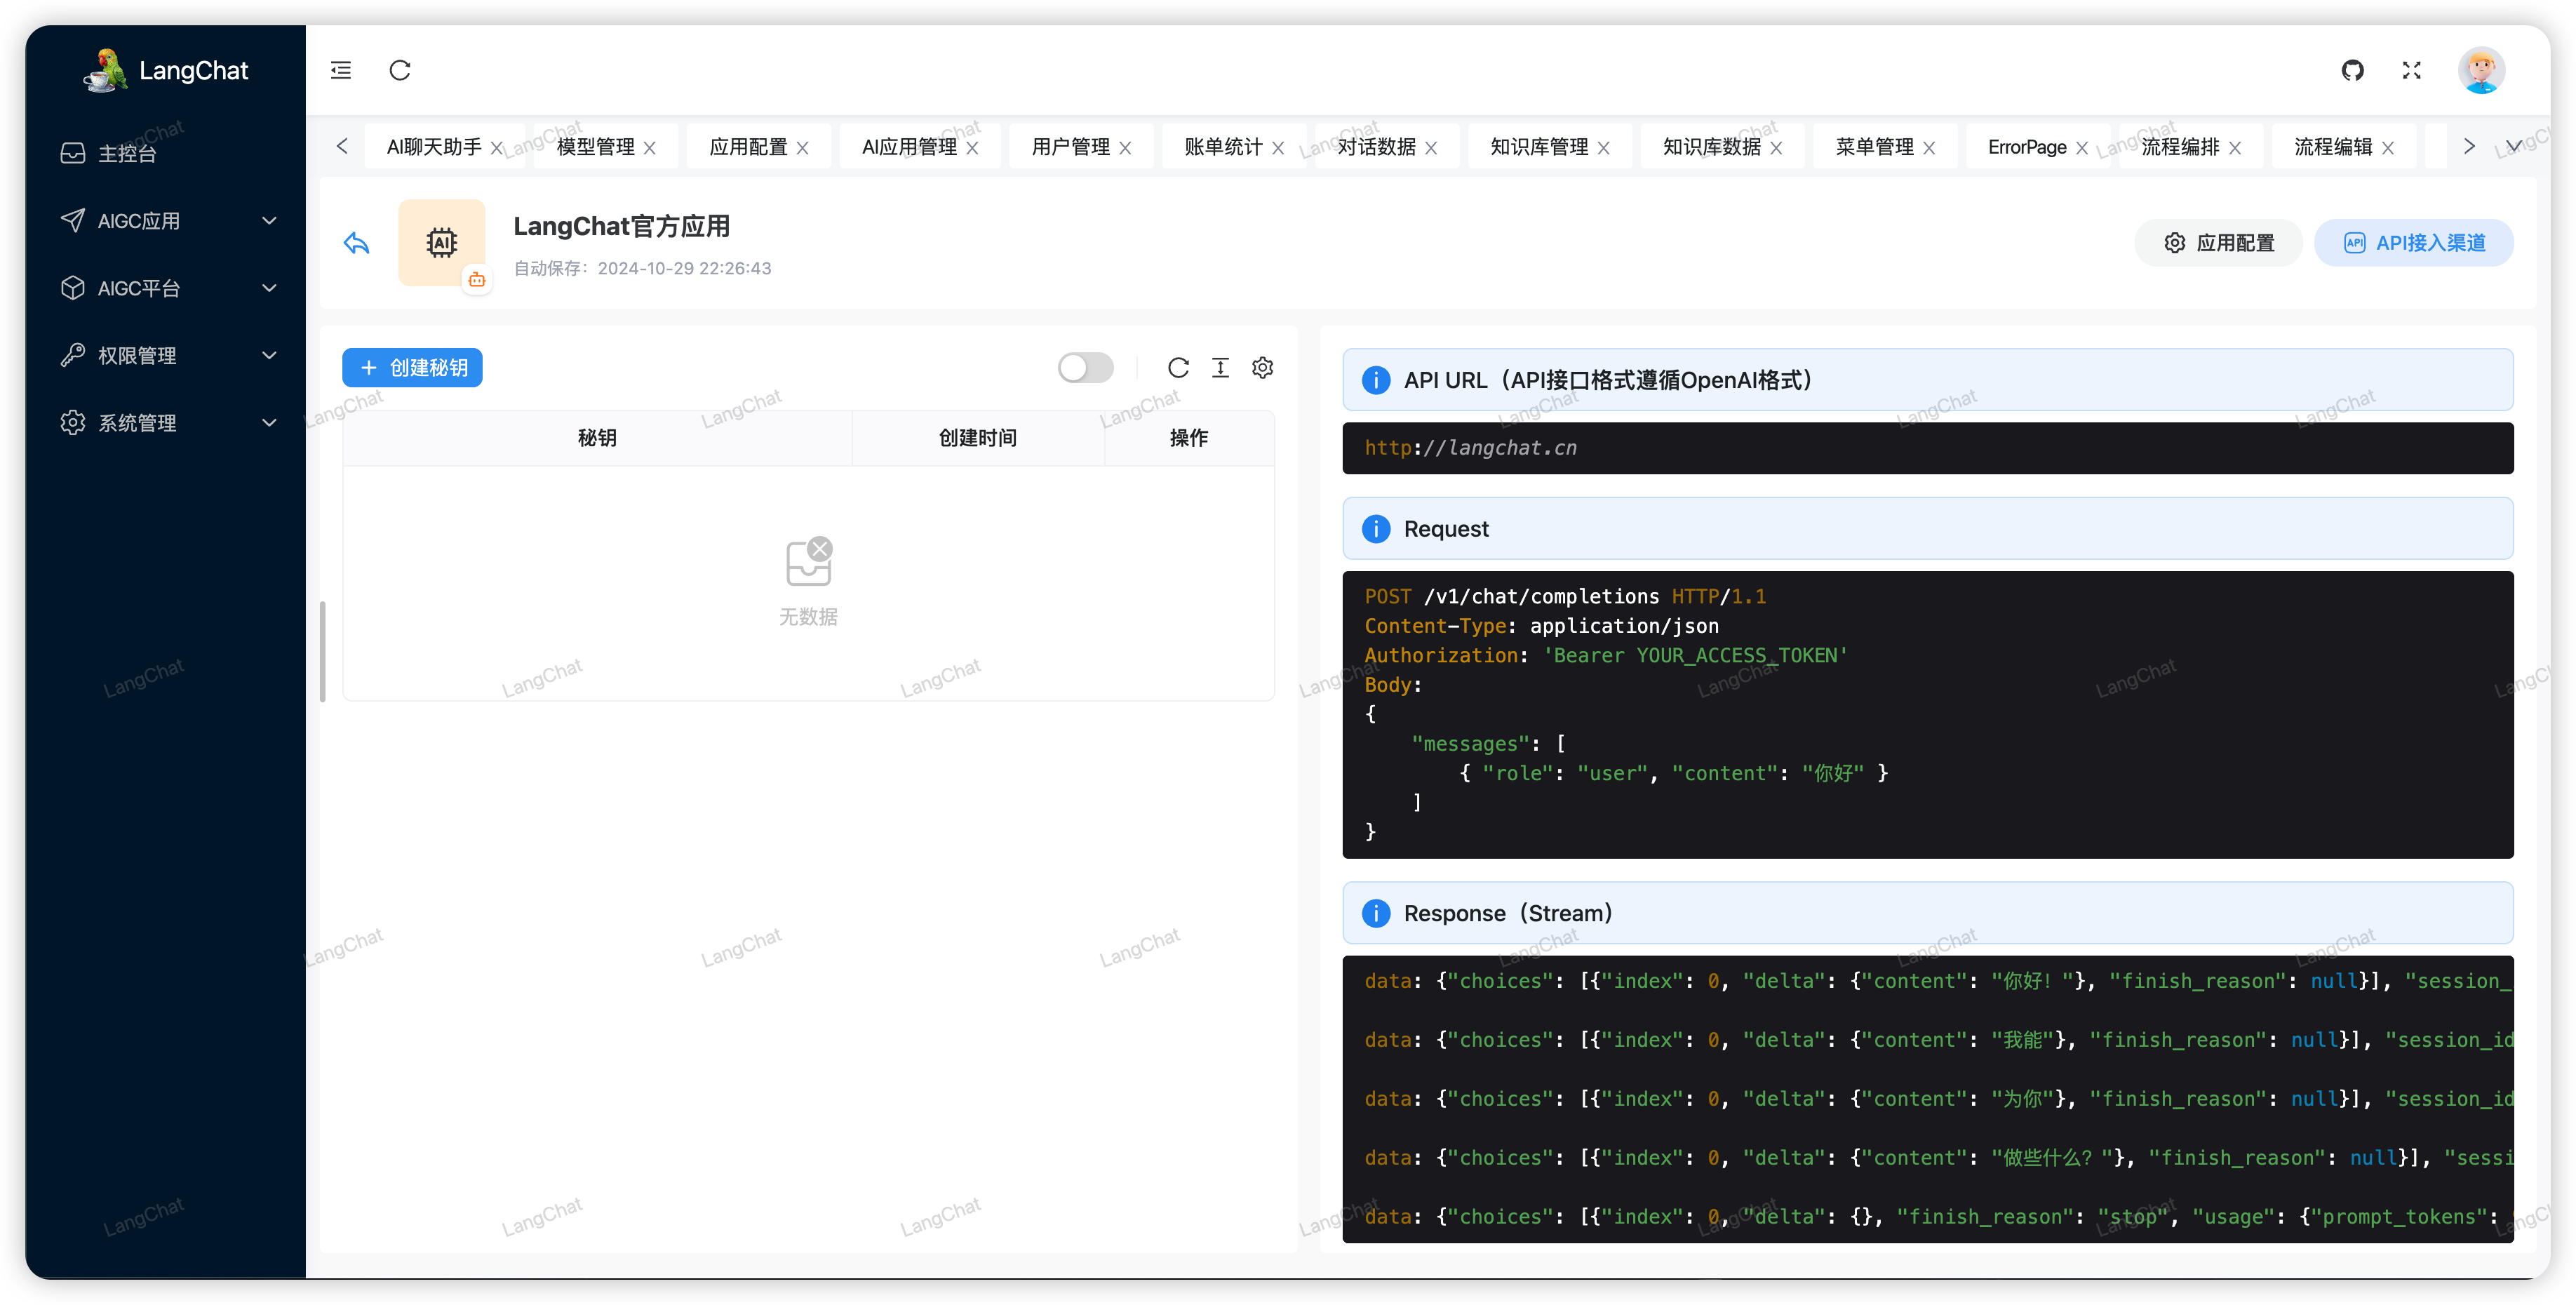 LangChat
主控台
AIGC应用
AIGC平台
权限管理
系统管理
AI聊天助手
模型管理
应用配置
AI应用管理
用户管理
账单统计
对话数据
知识库管理
知识库数据
菜单管理
ErrorPage
流程编排
流程编辑
LangChat官方应用
自动保存：2024-10-29 22:26:43
应用配置
API API接入渠道
AI
+ 创建秘钥
秘钥 创建时间 操作
无数据
API URL（API接口格式遵循OpenAI格式）
http://langchat.cn
Request
POST /v1/chat/completions HTTP/1.1
Content-Type: application/json
Authorization: 'Bearer YOUR_ACCESS_TOKEN'
Body:
{
"messages": [
{ "role": "user", "content": "你好" }
]
}
Response（Stream）
data: {"choices": [{"index": 0, "delta": {"content": "你好！"}, "finish_reason": null}], "session_
data: {"choices": [{"index": 0, "delta": {"content": "我能"}, "finish_reason": null}], "session_id
data: {"choices": [{"index": 0, "delta": {"content": "为你"}, "finish_reason": null}], "session_id
data: {"choices": [{"index": 0, "delta": {"content": "做些什么？"}, "finish_reason": null}], "sessi
data: {"choices": [{"index": 0, "delta": {}, "finish_reason": "stop", "usage": {"prompt_tokens":